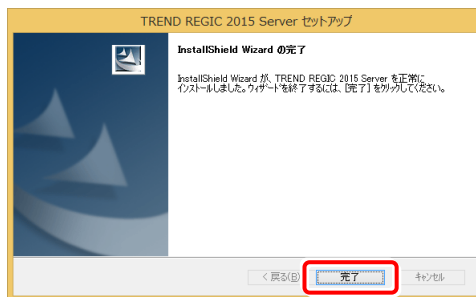 TREND REGIC 2015 Server セットアップ
InstallShield Wizard の完了
InstallShield Wizard が、TREND REGIC 2015 Server を正常に
インストールしました。ウィザードを終了するには、[完了] をクリックしてください。
< 戻る(B)
完了
キャンセル